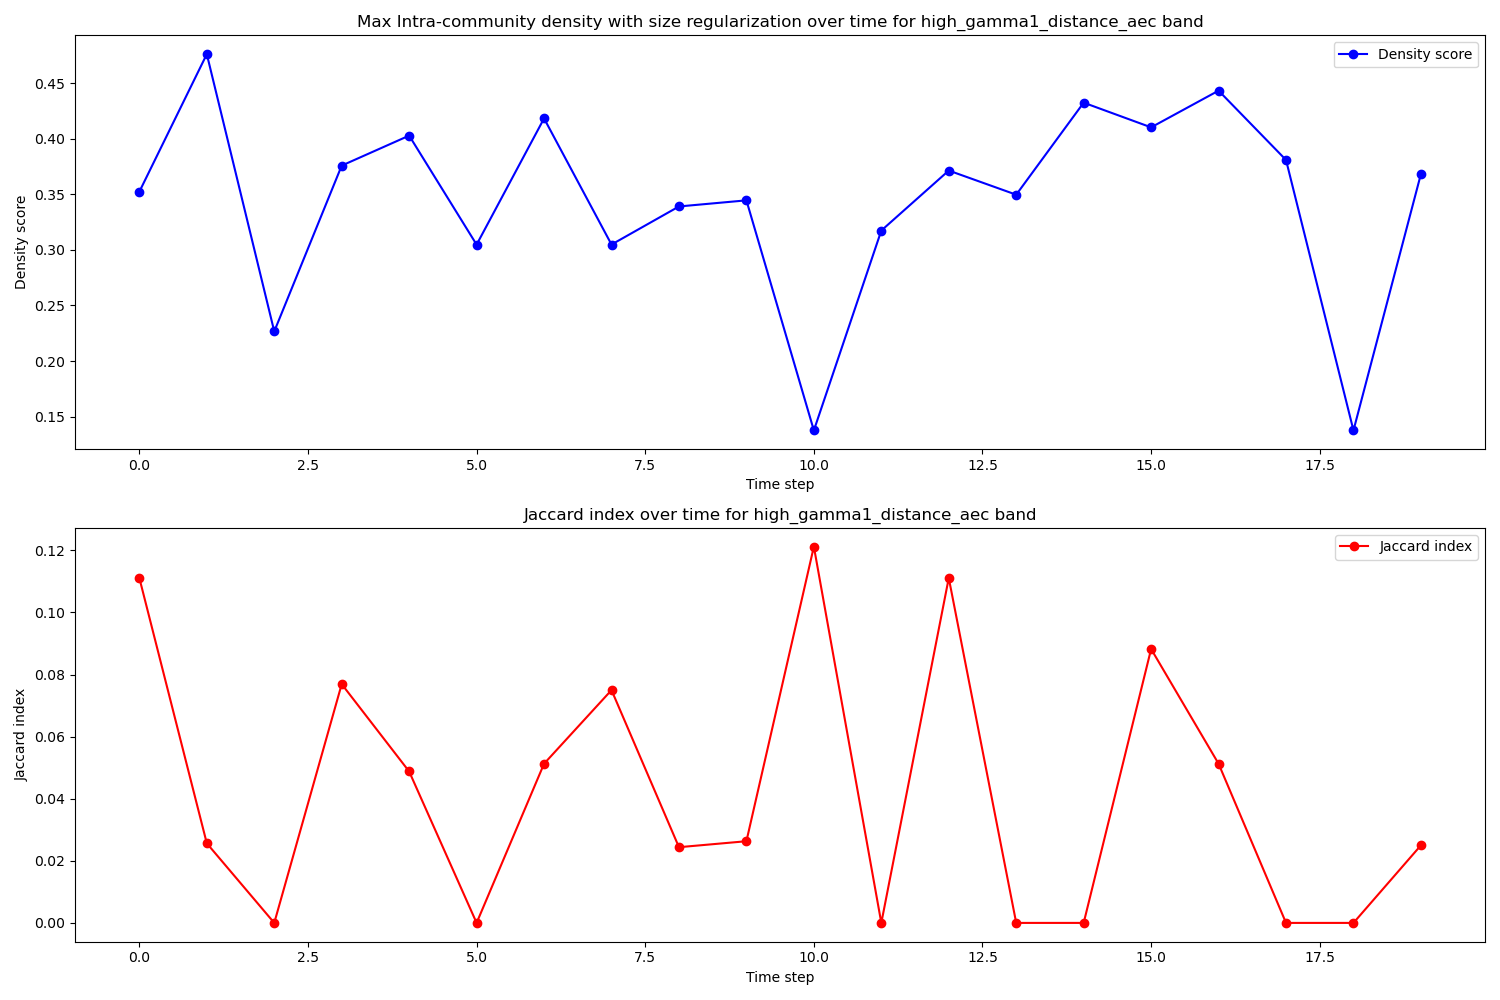 Max Intra-community density with size regularization over time for high_gamma1_distance_aec band
Density score
0.45
0.40
0.35
0.30
0.25
0.20
0.15
Density score
0.0 2.5 5.0 7.5 10.0 12.5 15.0 17.5
Time step
Jaccard index over time for high_gamma1_distance_aec band
Jaccard index
0.12
0.10
0.08
0.06
0.04
0.02
0.00
Jaccard index
0.0 2.5 5.0 7.5 10.0 12.5 15.0 17.5
Time step